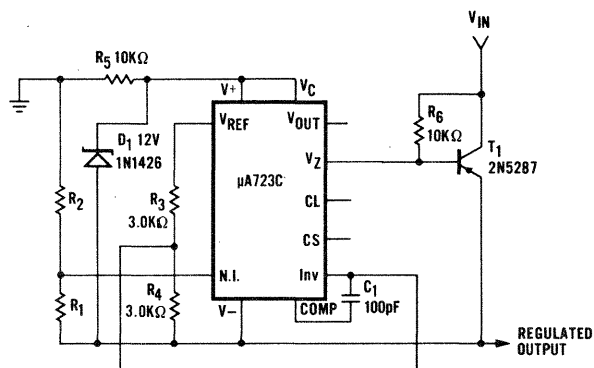 V_IN
R5 10KΩ
V+
V_C
V_REF
V_OUT
R6
10KΩ
D1 12V
1N1426
V_Z
T1
2N5287
µA723C
R2
R3
3.0KΩ
CL
CS
N.I.
Inv
R1
R4
3.0KΩ
C1
100pF
V−
COMP
REGULATED
OUTPUT